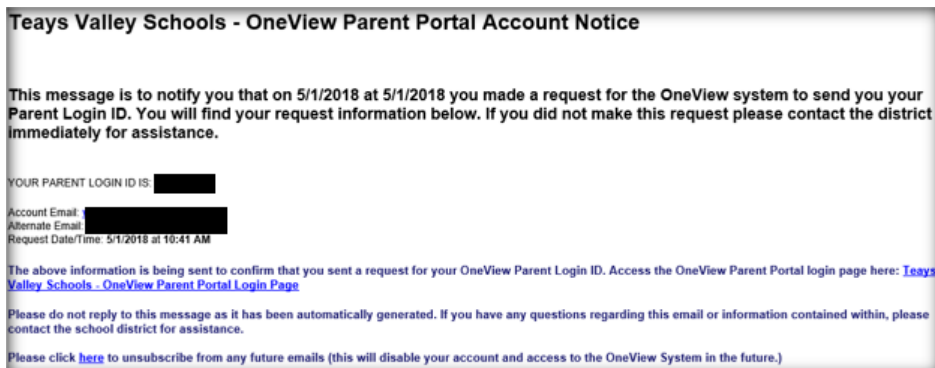 Teays Valley Schools - OneView Parent Portal Account Notice
This message is to notify you that on 5/1/2018 at 5/1/2018 you made a request for the OneView system to send you your
Parent Login ID. You will find your request information below. If you did not make this request please contact the district
immediately for assistance.
YOUR PARENT LOGIN ID IS:
Account Email:
Alternate Email:
Request Date/Time: 5/1/2018 at 10:41 AM
The above information is being sent to confirm that you sent a request for your OneView Parent Login ID. Access the OneView Parent Portal login page here: Teays
Valley Schools - OneView Parent Portal Login Page
Please do not reply to this message as it has been automatically generated. If you have any questions regarding this email or information contained within, please
contact the school district for assistance.
Please click here to unsubscribe from any future emails (this will disable your account and access to the OneView System in the future.)